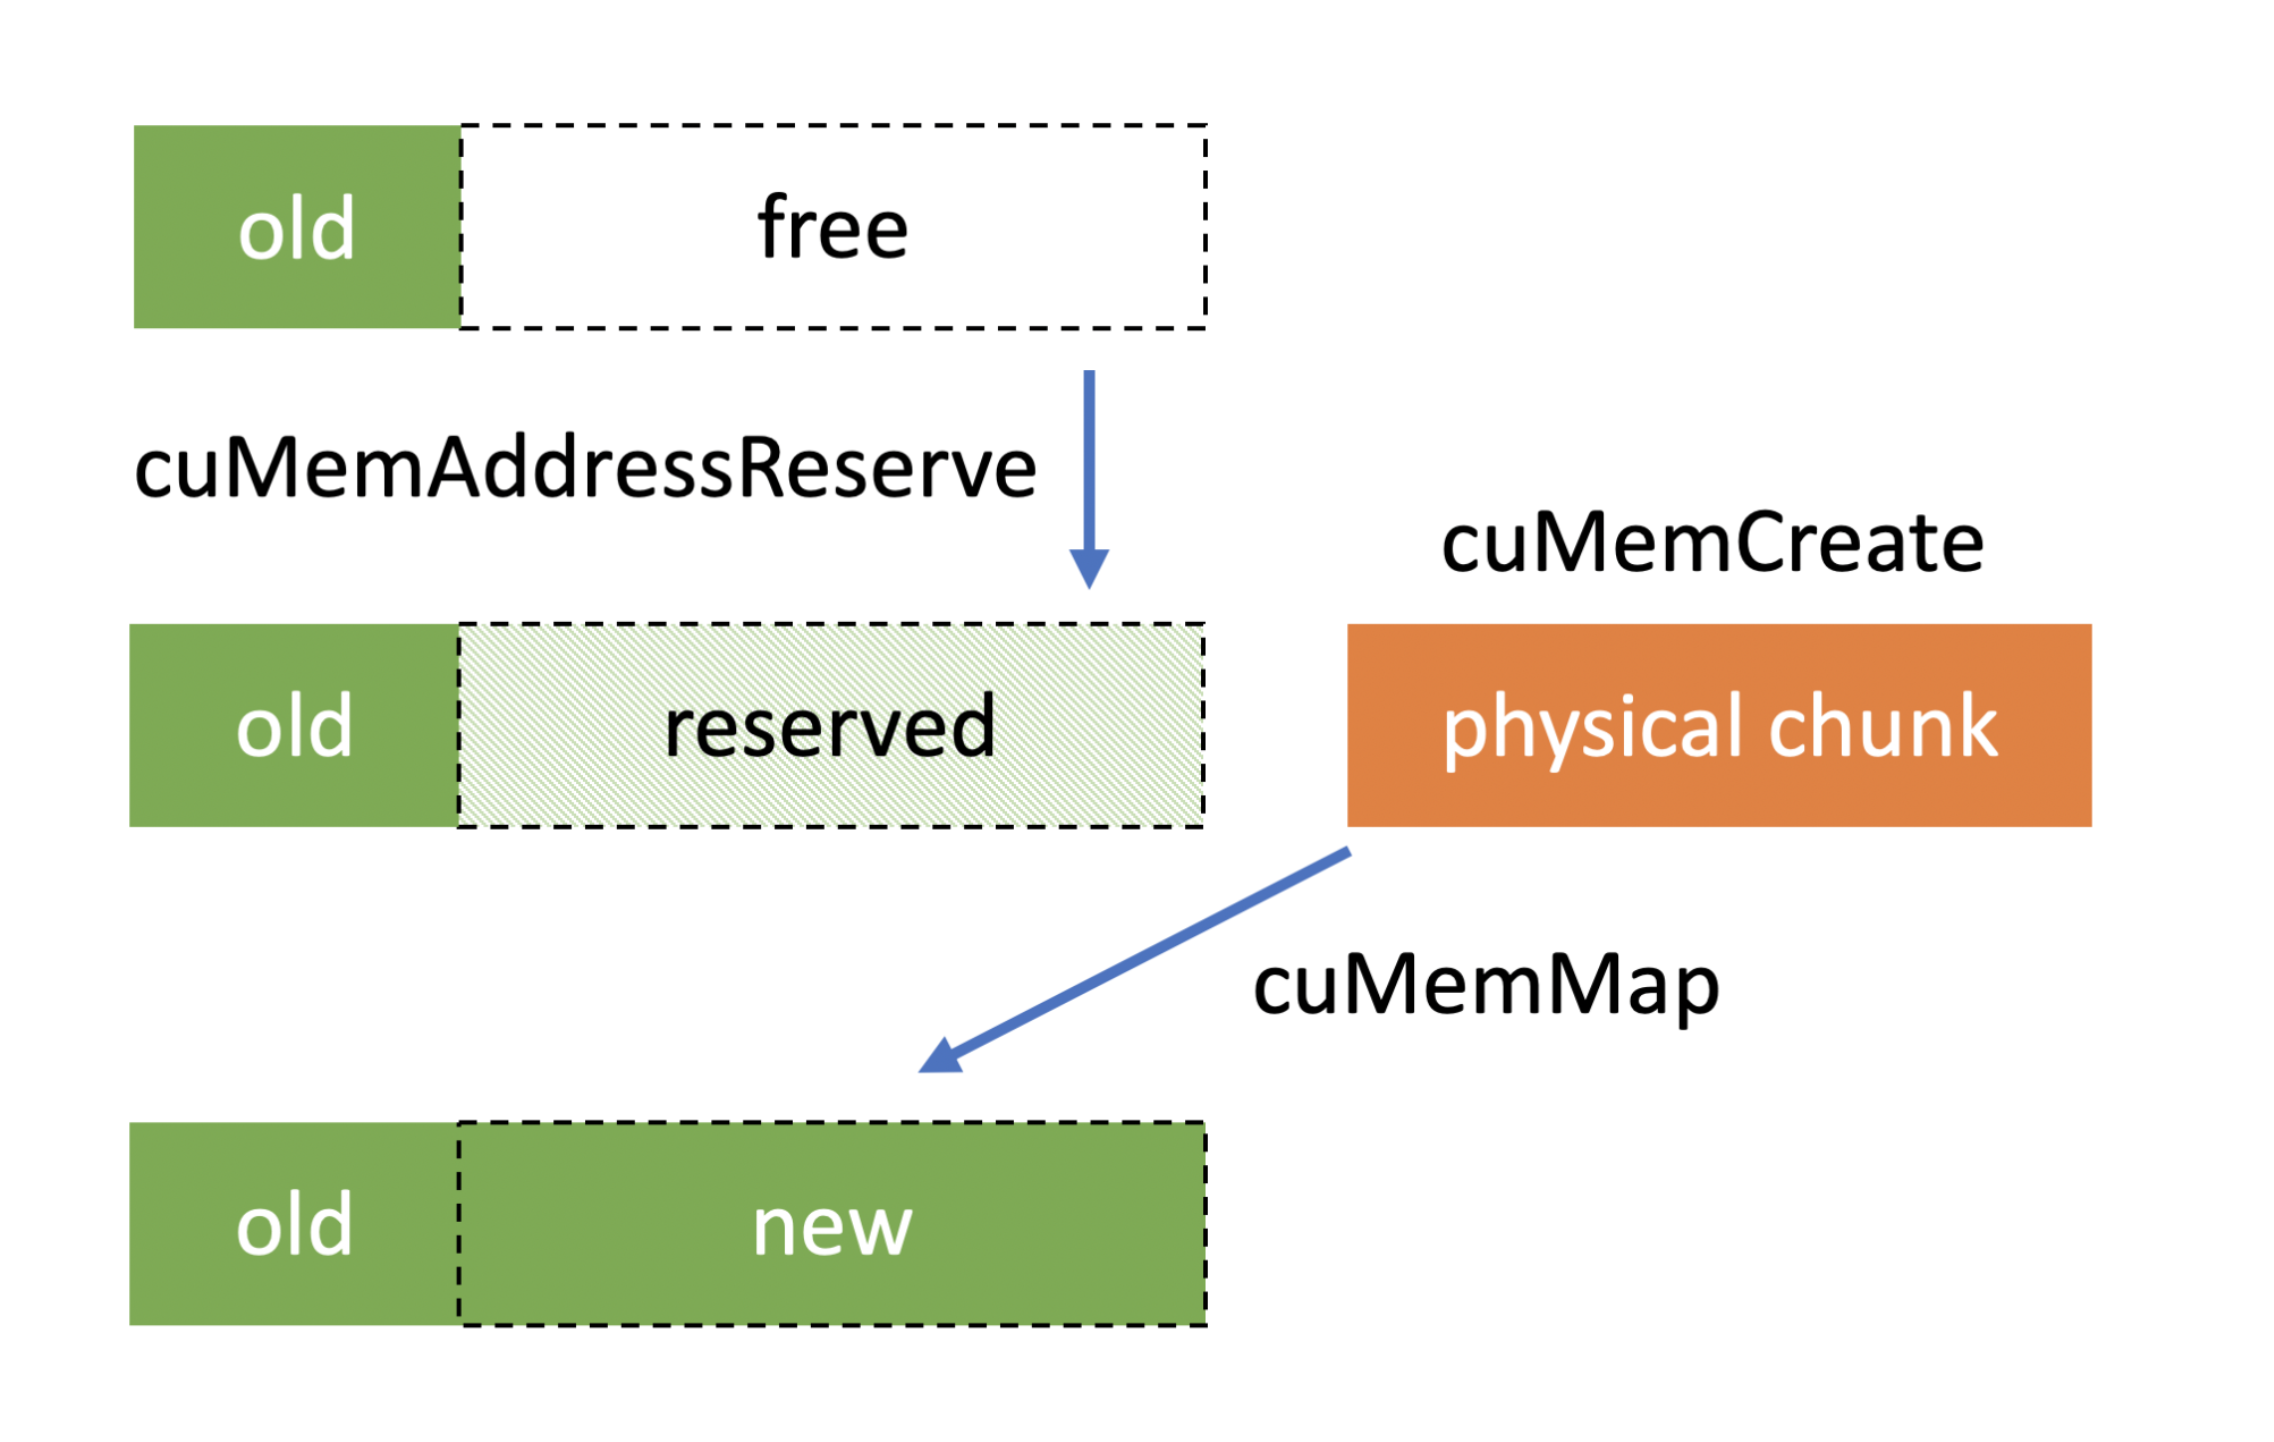 old
free
cuMemAddressReserve
cuMemCreate
old
reserved
physical chunk
cuMemMap
old
new